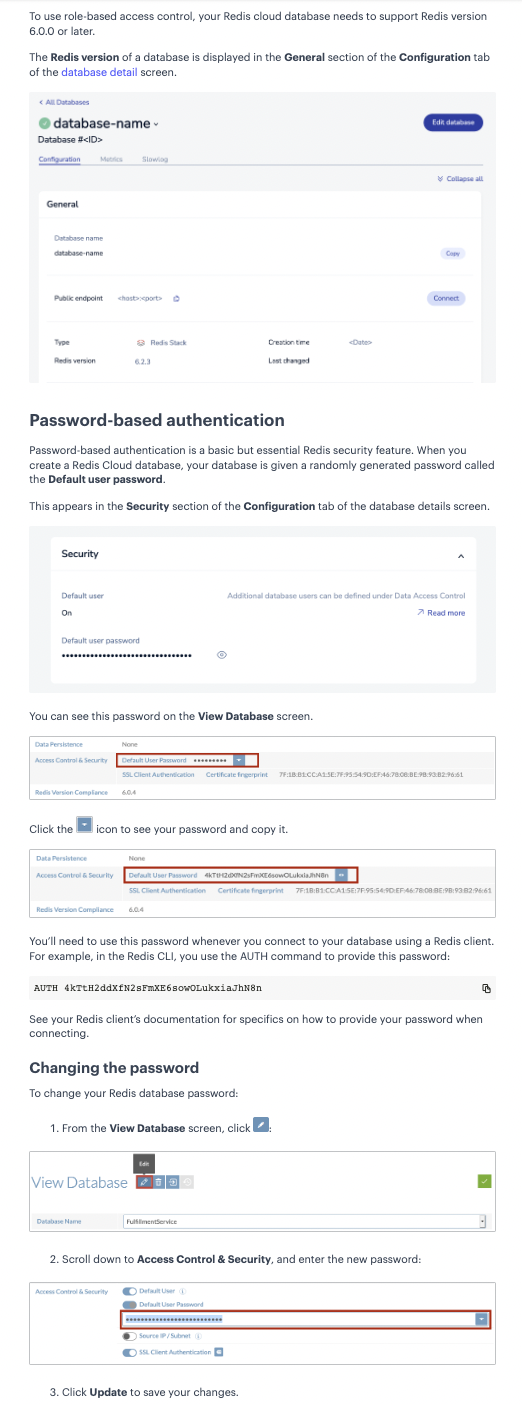 To use role-based access control, your Redis cloud database needs to support Redis version
6.0.0 or later.
The Redis version of a database is displayed in the General section of the Configuration tab
of the database detail screen.
< All Databases
database-name
Edit database
Database #<ID>
Configuration Metrics Slowlog
Collapse all
General
Database name
database-name
Copy
Public endpoint <host>:<port>
Connect
Type Redis Stack Creation time <Date>
Redis version 6.2.3 Last changed
Password-based authentication
Password-based authentication is a basic but essential Redis security feature. When you
create a Redis Cloud database, your database is given a randomly generated password called
the Default user password.
This appears in the Security section of the Configuration tab of the database details screen.
Security
Default user Additional database users can be defined under Data Access Control
On Read more
Default user password
••••••••••••••••••••••••••••••••
You can see this password on the View Database screen.
Data Persistence None
Access Control & Security Default User Password •••••••••
SSL Client Authentication Certificate fingerprint 7F:1B:B1:CC:A1:5E:7F:95:54:9D:EF:46:78:08:BE:9B:93:B2:96:61
Redis Version Compliance 6.0.4
Click the icon to see your password and copy it.
Data Persistence None
Access Control & Security Default User Password 4kTtH2ddXfN2sFmXE6sowOLukxiaJhN8n
SSL Client Authentication Certificate fingerprint 7F:1B:B1:CC:A1:5E:7F:95:54:9D:EF:46:78:08:BE:9B:93:B2:96:61
Redis Version Compliance 6.0.4
You'll need to use this password whenever you connect to your database using a Redis client.
For example, in the Redis CLI, you use the AUTH command to provide this password:
AUTH 4kTtH2ddXfN2sFmXE6sowOLukxiaJhN8n
See your Redis client's documentation for specifics on how to provide your password when
connecting.
Changing the password
To change your Redis database password:
1. From the View Database screen, click :
Edit
View Database
Database Name FulfillmentService
2. Scroll down to Access Control & Security, and enter the new password:
Access Control & Security Default User
Default User Password
••••••••••••••••••••••••••
Source IP / Subnet
SSL Client Authentication
3. Click Update to save your changes.